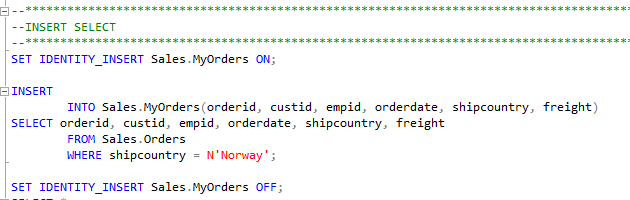 --******************************************************************************************
--INSERT SELECT
--******************************************************************************************
SET IDENTITY_INSERT Sales.MyOrders ON;
INSERT
INTO Sales.MyOrders(orderid, custid, empid, orderdate, shipcountry, freight)
SELECT orderid, custid, empid, orderdate, shipcountry, freight
FROM Sales.Orders
WHERE shipcountry = N'Norway';
SET IDENTITY_INSERT Sales.MyOrders OFF;